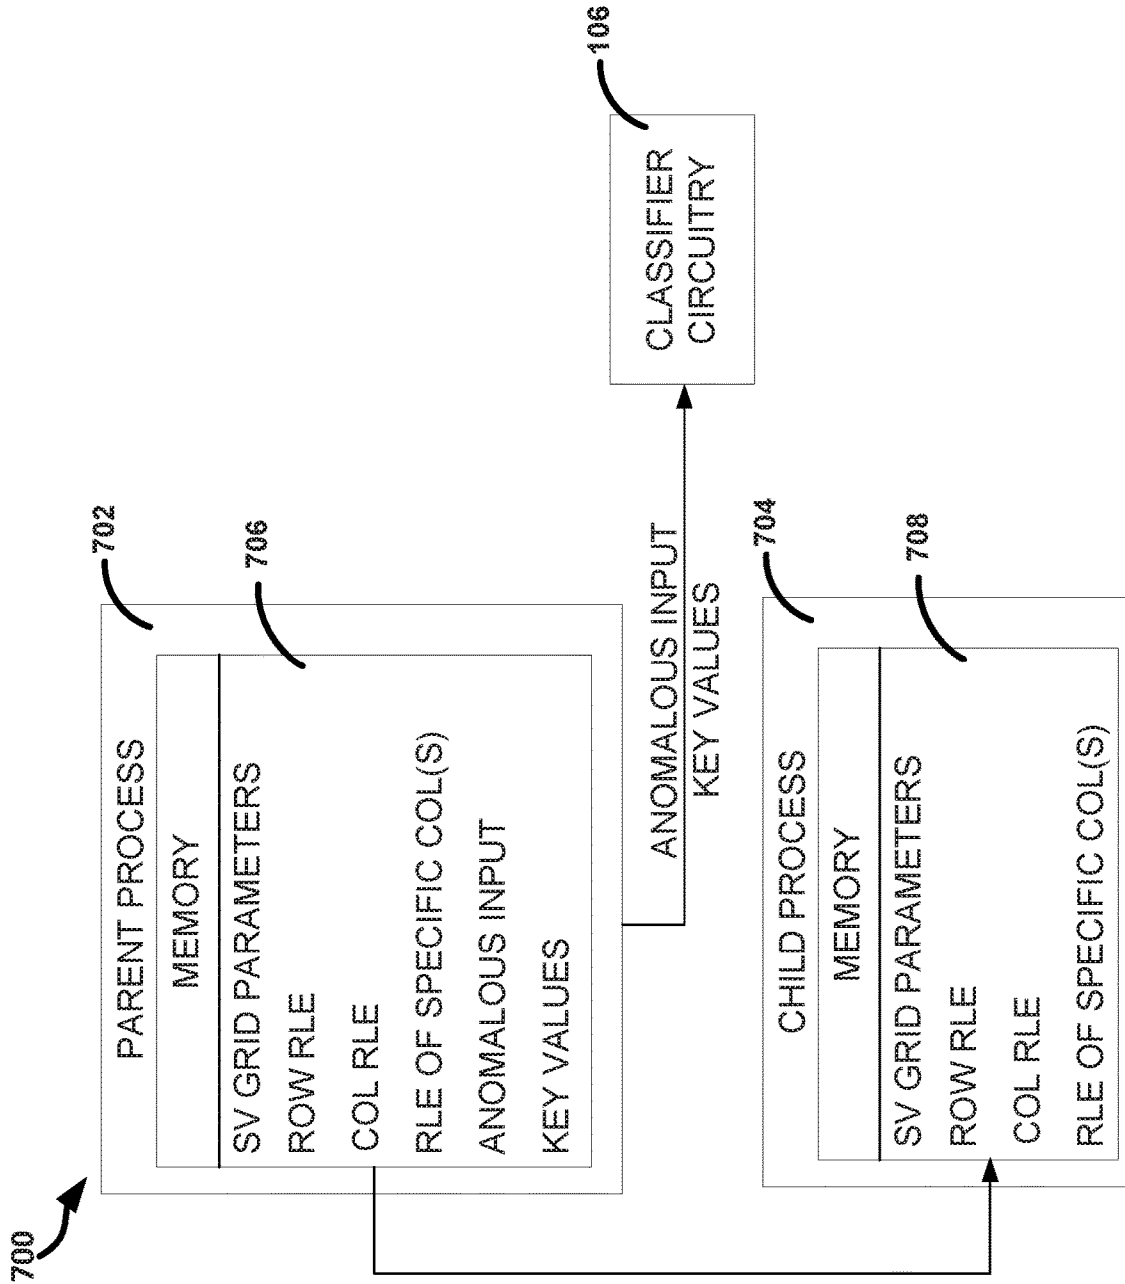 700
PARENT PROCESS
702
MEMORY
706
SV GRID PARAMETERS
ROW RLE
COL RLE
RLE OF SPECIFIC COL(S)
ANOMALOUS INPUT
KEY VALUES
ANOMALOUS INPUT
KEY VALUES
CLASSIFIER
CIRCUITRY
106
CHILD PROCESS
704
MEMORY
708
SV GRID PARAMETERS
ROW RLE
COL RLE
RLE OF SPECIFIC COL(S)